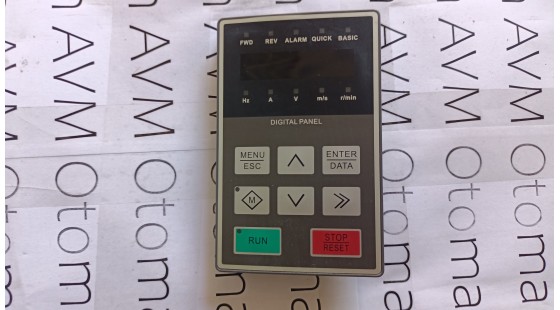 FWD REV ALARM QUICK BASIC
Hz A V m/s r/min
DIGITAL PANEL
MENU
ESC
ENTER
DATA
M
RUN
STOP
RESET
AVM Otoma
AVM Otoma
AVM Otoma